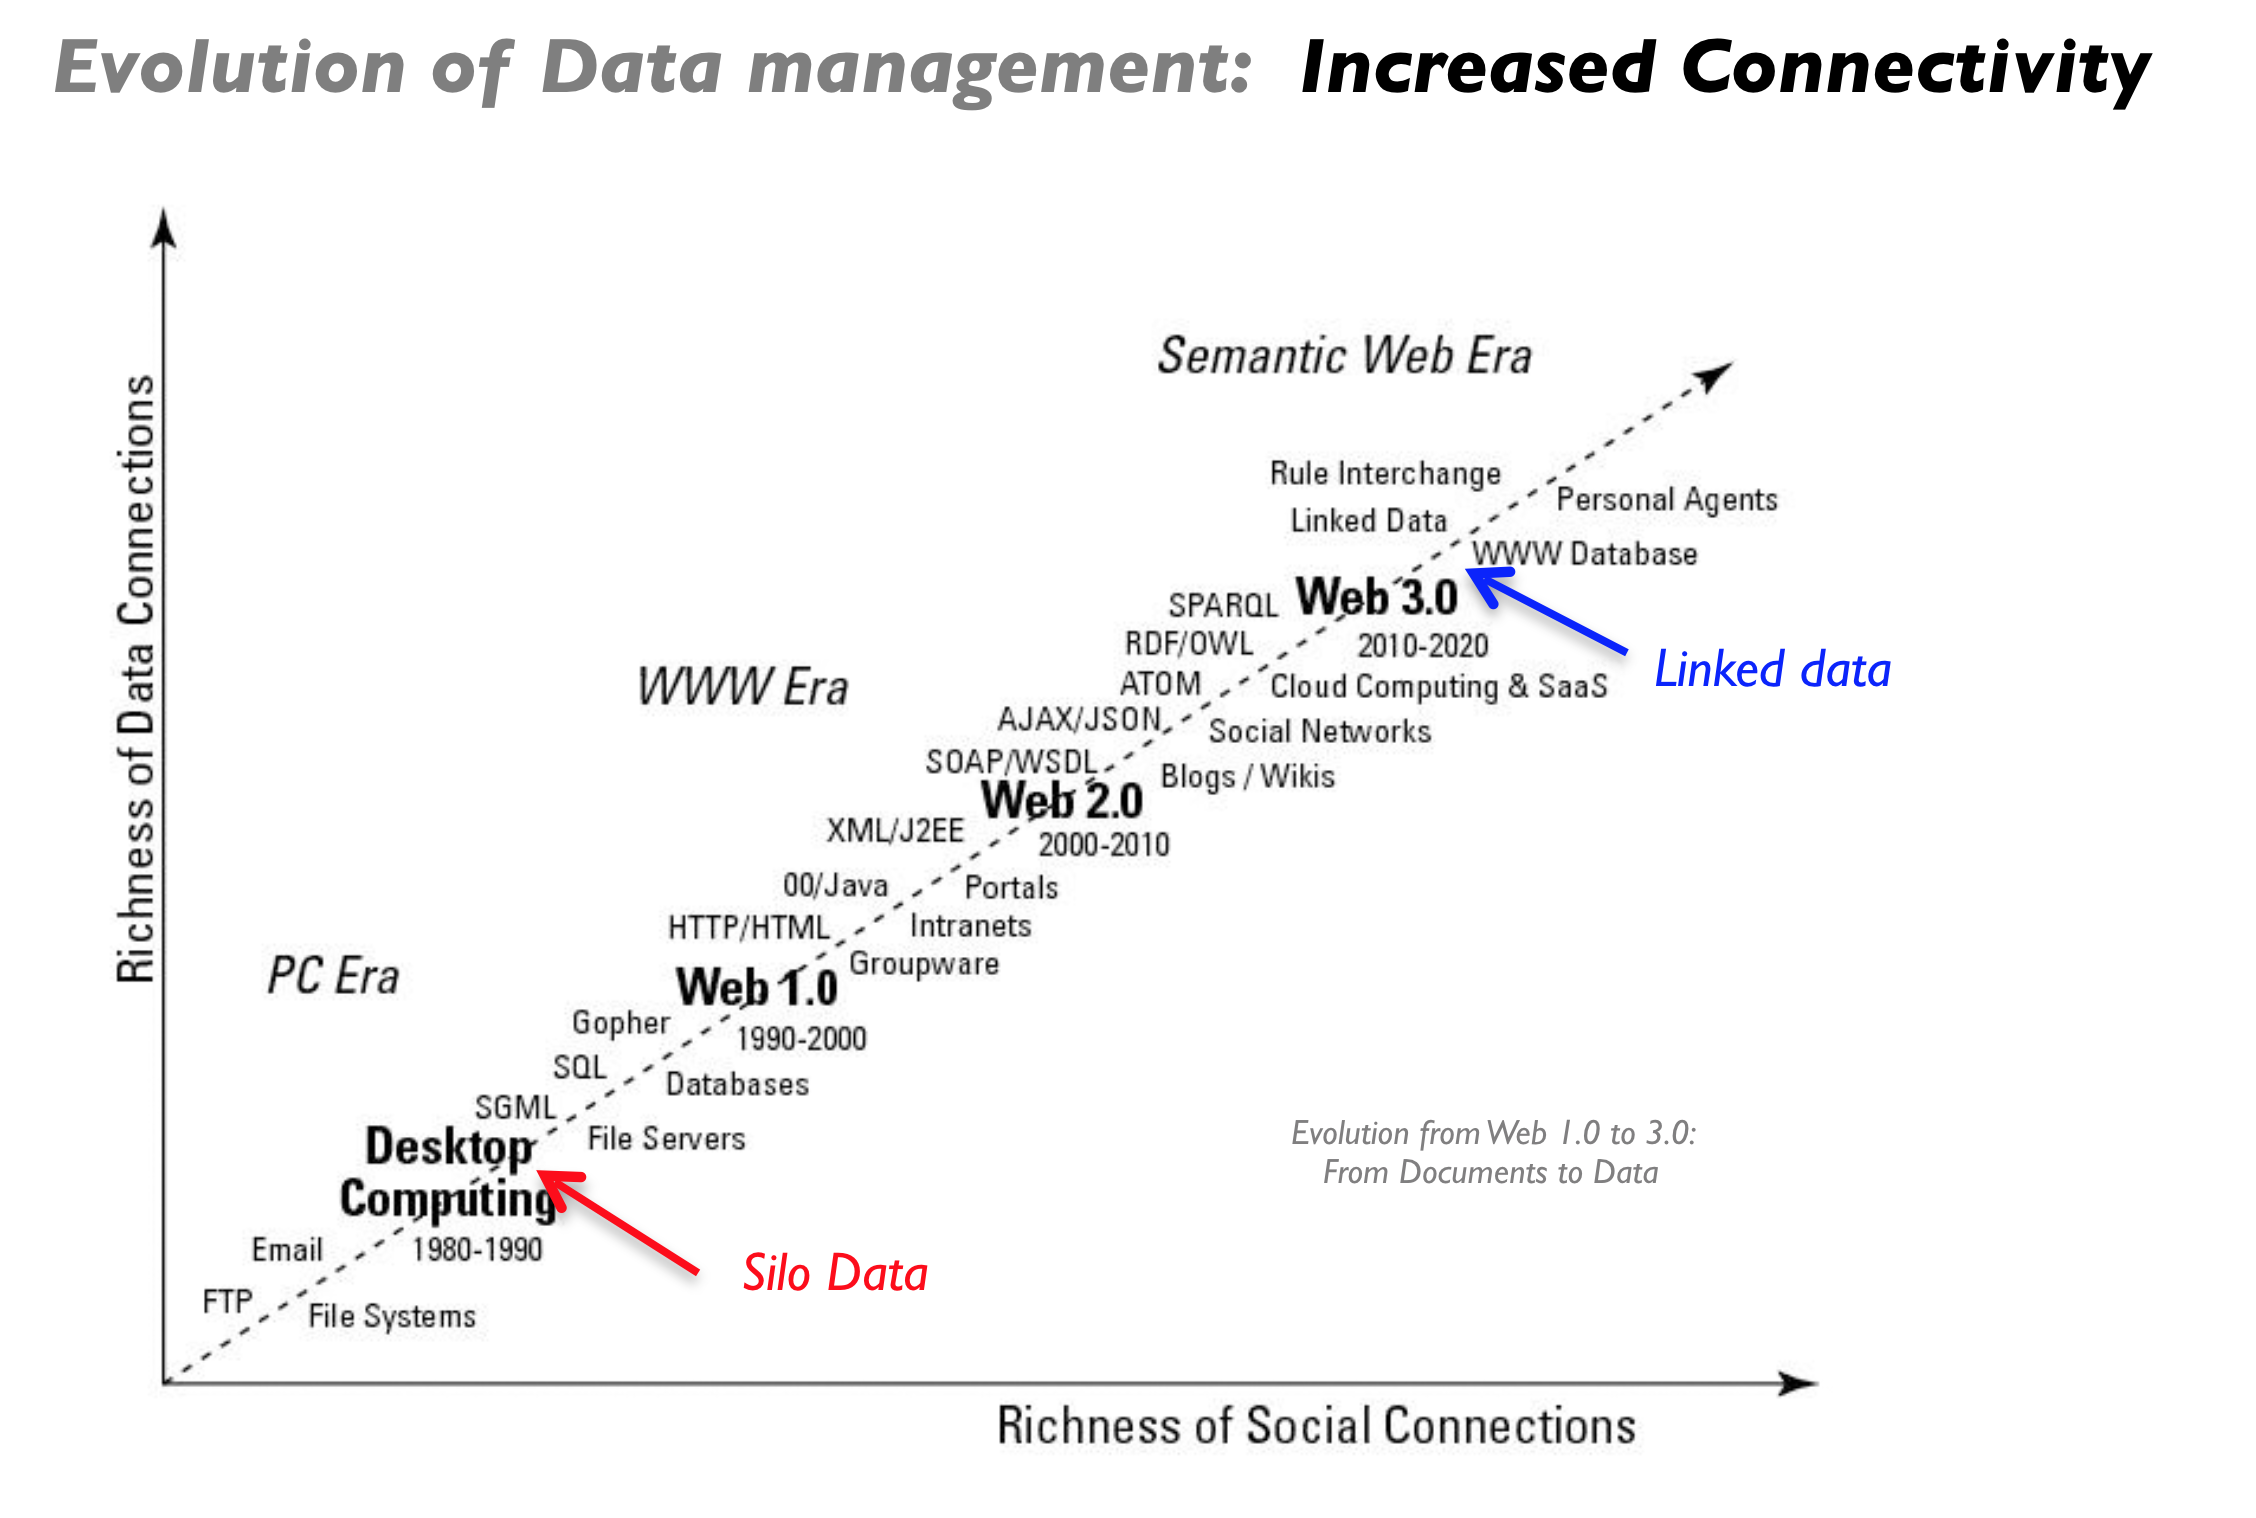 Evolution of Data management: Increased Connectivity
Richness of Data Connections
Semantic Web Era
Rule Interchange
Personal Agents
Linked Data
WWW Database
SPARQL
Web 3.0
RDF/OWL
2010-2020
Linked data
ATOM
Cloud Computing & SaaS
WWW Era
AJAX/JSON
Social Networks
SOAP/WSDL
Blogs / Wikis
Web 2.0
XML/J2EE
2000-2010
OO/Java
Portals
HTTP/HTML
Intranets
Groupware
PC Era
Web 1.0
Gopher
1990-2000
SQL
Databases
SGML
File Servers
Desktop
Computing
Evolution from Web 1.0 to 3.0:
From Documents to Data
Email
1980-1990
Silo Data
FTP
File Systems
Richness of Social Connections